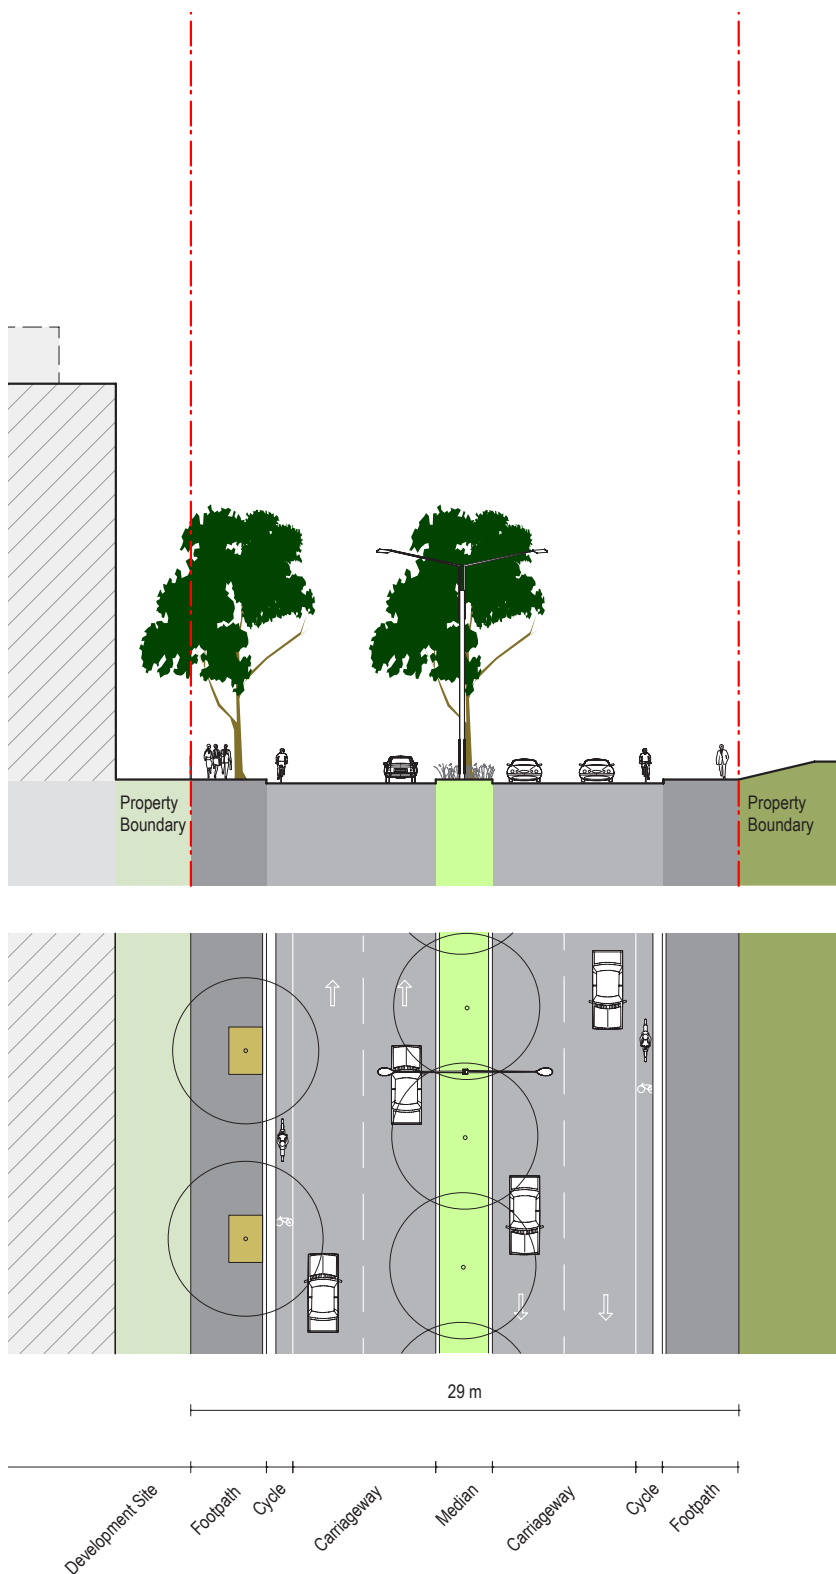 Property
Boundary
Property
Boundary
29 m
Development Site
Footpath
Cycle
Carriageway
Median
Carriageway
Cycle
Footpath